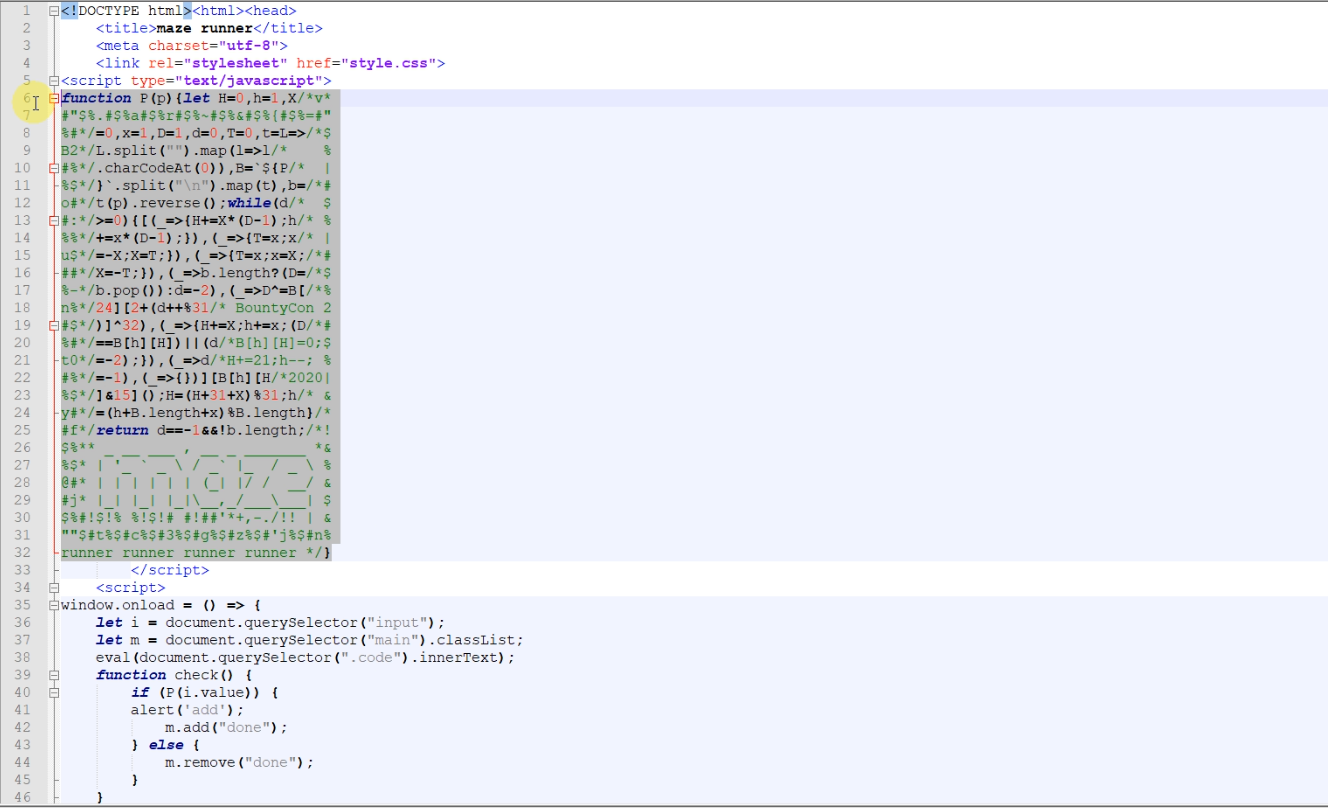 1 <!DOCTYPE html><html><head>
2 <title>maze runner</title>
3 <meta charset="utf-8">
4 <link rel="stylesheet" href="style.css">
5 <script type="text/javascript">
6 function P(p){let H=0,h=1,X/*v*
7 #"$%.#$%a#$%r#$%~#$%&#$%{#$%=#"
8 %#*/=0,x=1,D=1,d=0,T=0,t=L=>/*$
9 B2*/L.split("").map(l=>l/*   %
10 #%*/.charCodeAt(0)),B=`${P/*  |
11 %$*/}`.split("\n").map(t),b=/*#
12 o#*/t(p).reverse();while(d/*  $
13 #:*/>=0){[(_=>{H+=X*(D-1);h/* %
14 %%*/+=x*(D-1);}),(_=>{T=x;x/* |
15 u$*/=-X;X=T;}),(_=>{T=x;x=X;/*#
16 ##*/X=-T;}),(_=>b.length?(D=/*$
17 %-*/b.pop()):d=-2),(_=>D^=B[/*%
18 n%*/24][2+(d++%31/* BountyCon 2
19 #$*/)]^32),(_=>{H+=X;h+=x;(D/*#
20 %#*/==B[h][H])||(d/*B[h][H]=0;$
21 t0*/=-2);}),(_=>d/*H+=21;h--; %
22 #%*/=-1),(_=>{})][B[h][H/*2020|
23 %$*/]&15]();H=(H+31+X)%31;h/* &
24 y#*/=(h+B.length+x)%B.length}/*
25 #f*/return d==-1&&!b.length;/*!
26 $%** _ __ ___ , __ _ _______ *&
27 %$* | '_ ` _ \ / _` |_ / _ \ %
28 @#* | | | | | | (_| |/ / __/ &
29 #j* |_| |_| |_|\__,_/___\___| $
30 $%#!$!% %!$!# #!##'*+,-./!! | &
31 ""$#t%$#c%$#3%$#g%$#z%$#'j%$#n%
32 runner runner runner runner */}
33 </script>
34 <script>
35 window.onload = () => {
36 let i = document.querySelector("input");
37 let m = document.querySelector("main").classList;
38 eval(document.querySelector(".code").innerText);
39 function check() {
40 if (P(i.value)) {
41 alert('add');
42 m.add("done");
43 } else {
44 m.remove("done");
45 }
46 }